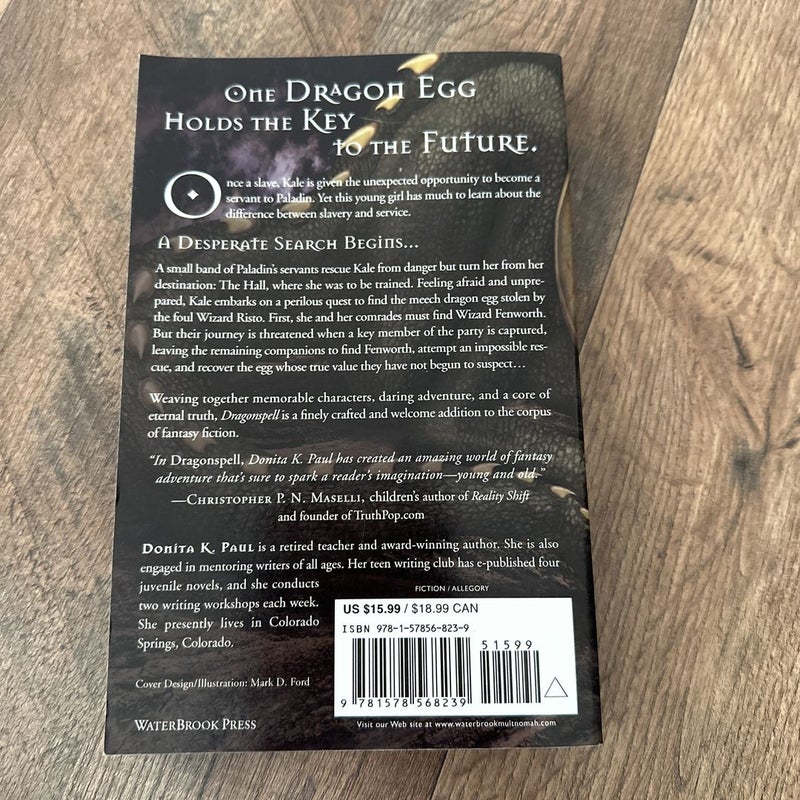 One Dragon Egg
Holds the Key
to the Future.
Once a slave, Kale is given the unexpected opportunity to become a
servant to Paladin. Yet this young girl has much to learn about the
difference between slavery and service.
A Desperate Search Begins...
A small band of Paladin's servants rescue Kale from danger but turn her from her
destination: The Hall, where she was to be trained. Feeling afraid and unpre-
pared, Kale embarks on a perilous quest to find the meech dragon egg stolen by
the foul Wizard Risto. First, she and her comrades must find Wizard Fenworth.
But their journey is threatened when a key member of the party is captured,
leaving the remaining companions to find Fenworth, attempt an impossible res-
cue, and recover the egg whose true value they have not begun to suspect...
Weaving together memorable characters, daring adventure, and a core of
eternal truth, Dragonspell is a finely crafted and welcome addition to the corpus
of fantasy fiction.
"In Dragonspell, Donita K. Paul has created an amazing world of fantasy
adventure that's sure to spark a reader's imagination—young and old."
—Christopher P. N. Maselli, children's author of Reality Shift
and founder of TruthPop.com
Donita K. Paul is a retired teacher and award-winning author. She is also
engaged in mentoring writers of all ages. Her teen writing club has e-published four
juvenile novels, and she conducts
two writing workshops each week.
She presently lives in Colorado
Springs, Colorado.
Cover Design/Illustration: Mark D. Ford
WaterBrook Press
FICTION / ALLEGORY
US $15.99 / $18.99 CAN
ISBN 978-1-57856-823-9
51599
9 781578 568239
Visit our Web site at www.waterbrookmultnomah.com